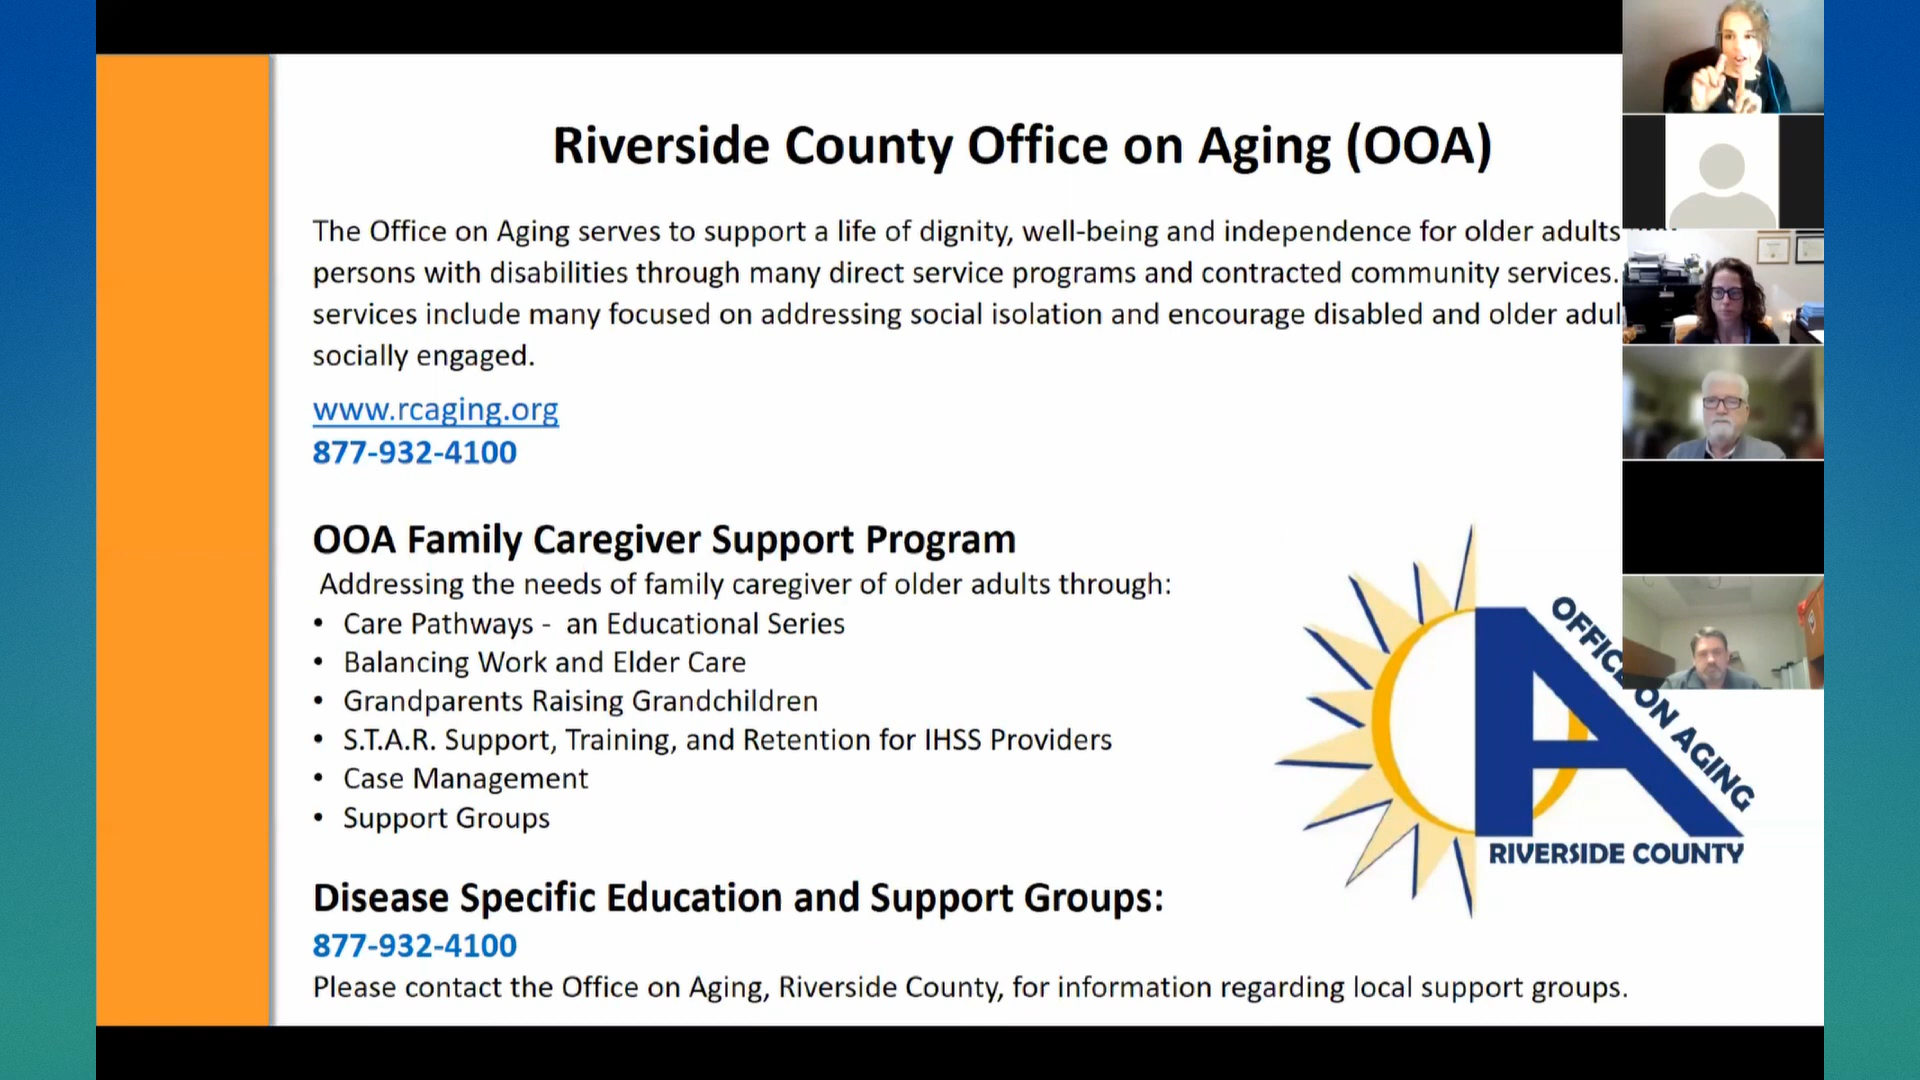 Riverside County Office on Aging (OOA)
The Office on Aging serves to support a life of dignity, well-being and independence for older adults
persons with disabilities through many direct service programs and contracted community services.
services include many focused on addressing social isolation and encourage disabled and older adul
socially engaged.
www.rcaging.org
877-932-4100
OOA Family Caregiver Support Program
Addressing the needs of family caregiver of older adults through:
• Care Pathways - an Educational Series
• Balancing Work and Elder Care
• Grandparents Raising Grandchildren
• S.T.A.R. Support, Training, and Retention for IHSS Providers
• Case Management
• Support Groups
OFFICE ON AGING
RIVERSIDE COUNTY
Disease Specific Education and Support Groups:
877-932-4100
Please contact the Office on Aging, Riverside County, for information regarding local support groups.